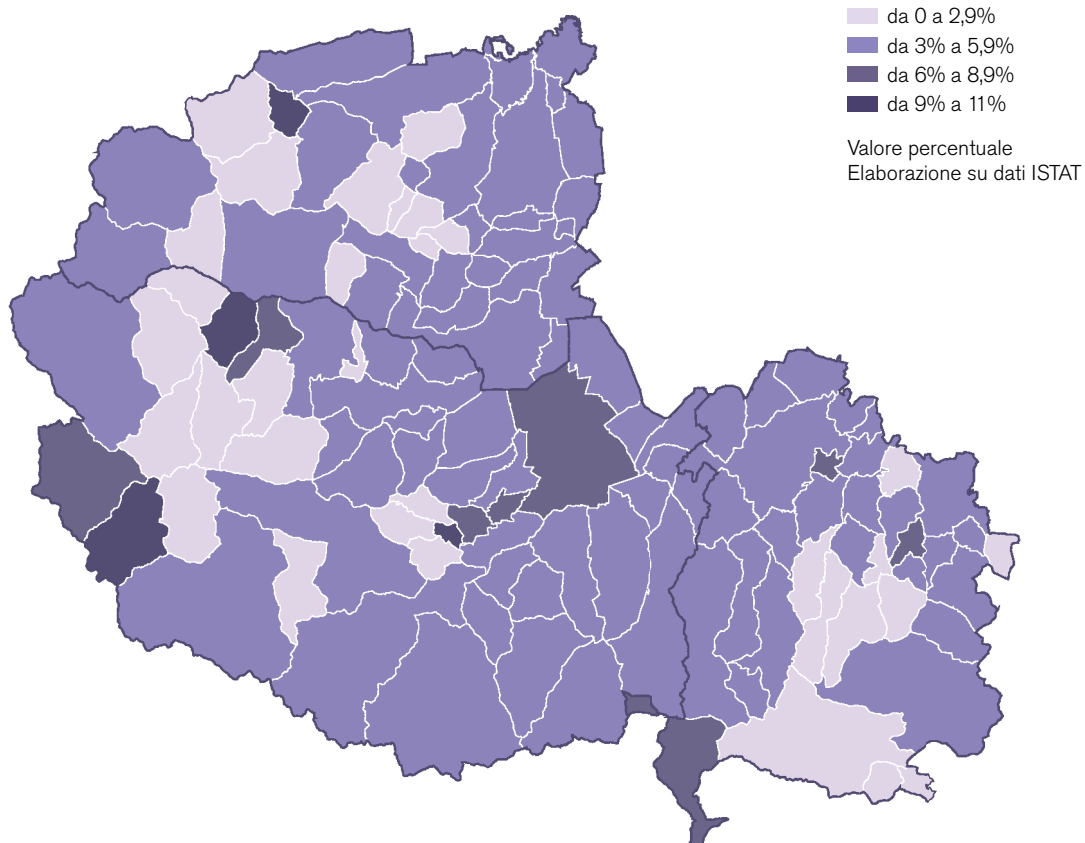 da 0 a 2,9%
da 3% a 5,9%
da 6% a 8,9%
da 9% a 11%
Valore percentuale
Elaborazione su dati ISTAT